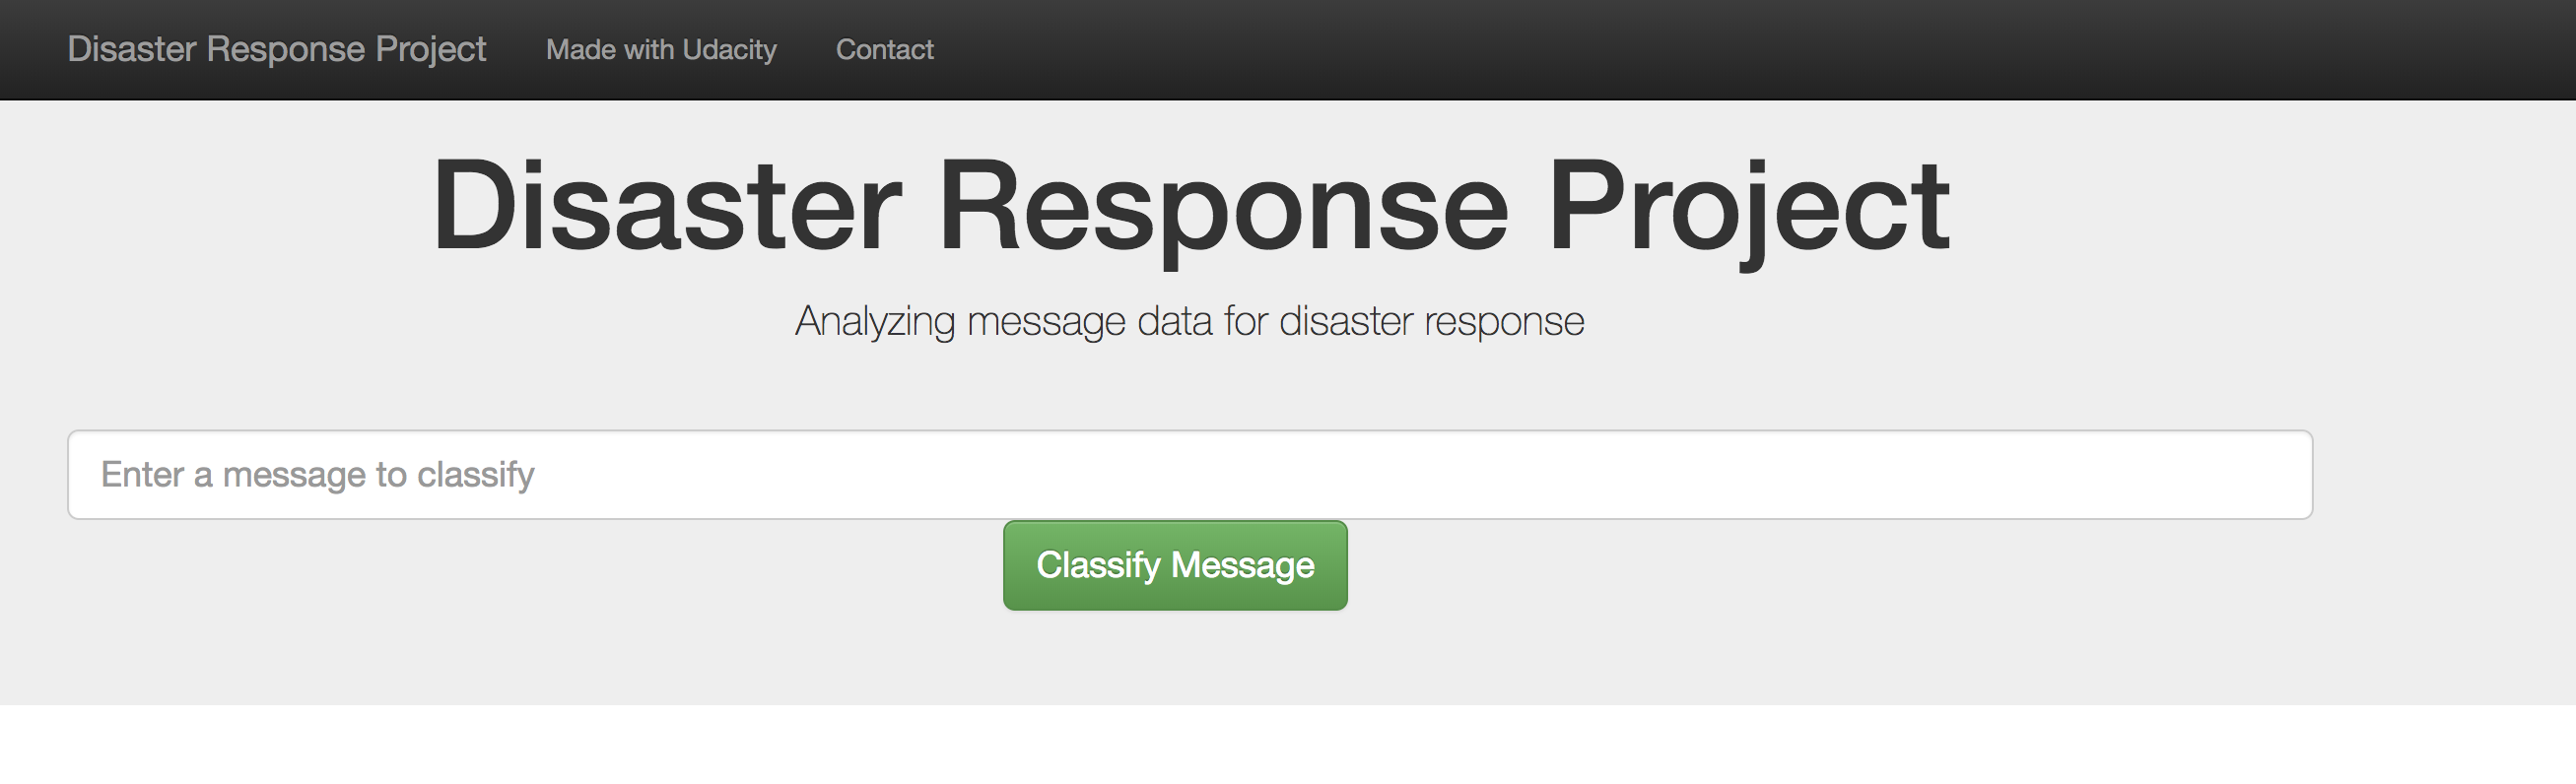 Disaster Response Project Made with Udacity Contact
Disaster Response Project
Analyzing message data for disaster response
Enter a message to classify
Classify Message